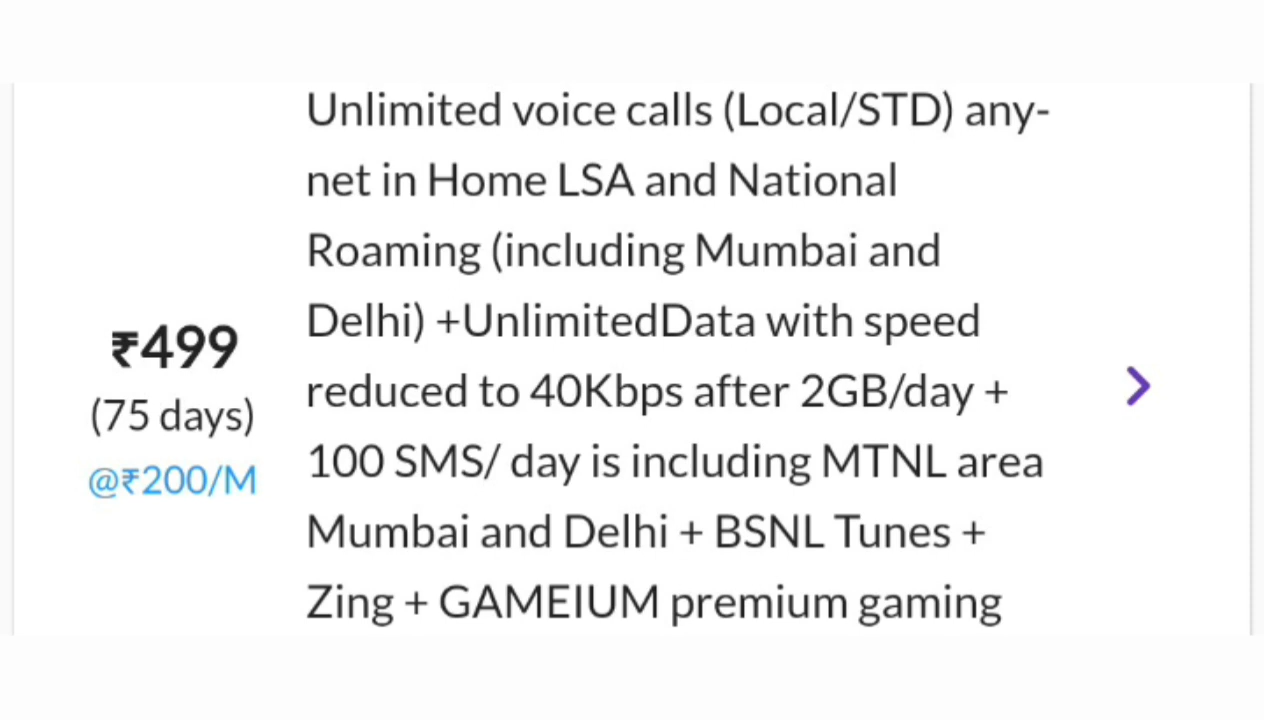 Unlimited voice calls (Local/STD) any-
net in Home LSA and National
Roaming (including Mumbai and
Delhi) +UnlimitedData with speed
reduced to 40Kbps after 2GB/day +
100 SMS/ day is including MTNL area
Mumbai and Delhi + BSNL Tunes +
Zing + GAMEIUM premium gaming
₹499
(75 days)
@₹200/M